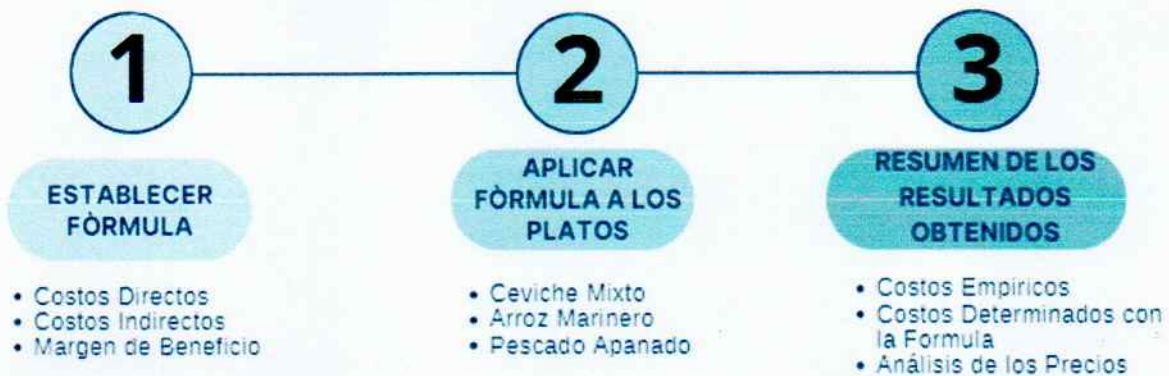 1
2
3
ESTABLECER
FÒRMULA
APLICAR
FÒRMULA A LOS
PLATOS
RESUMEN DE LOS
RESULTADOS
OBTENIDOS
• Costos Directos
• Costos Indirectos
• Margen de Beneficio
• Ceviche Mixto
• Arroz Marinero
• Pescado Apanado
• Costos Empíricos
• Costos Determinados con
la Formula
• Análisis de los Precios